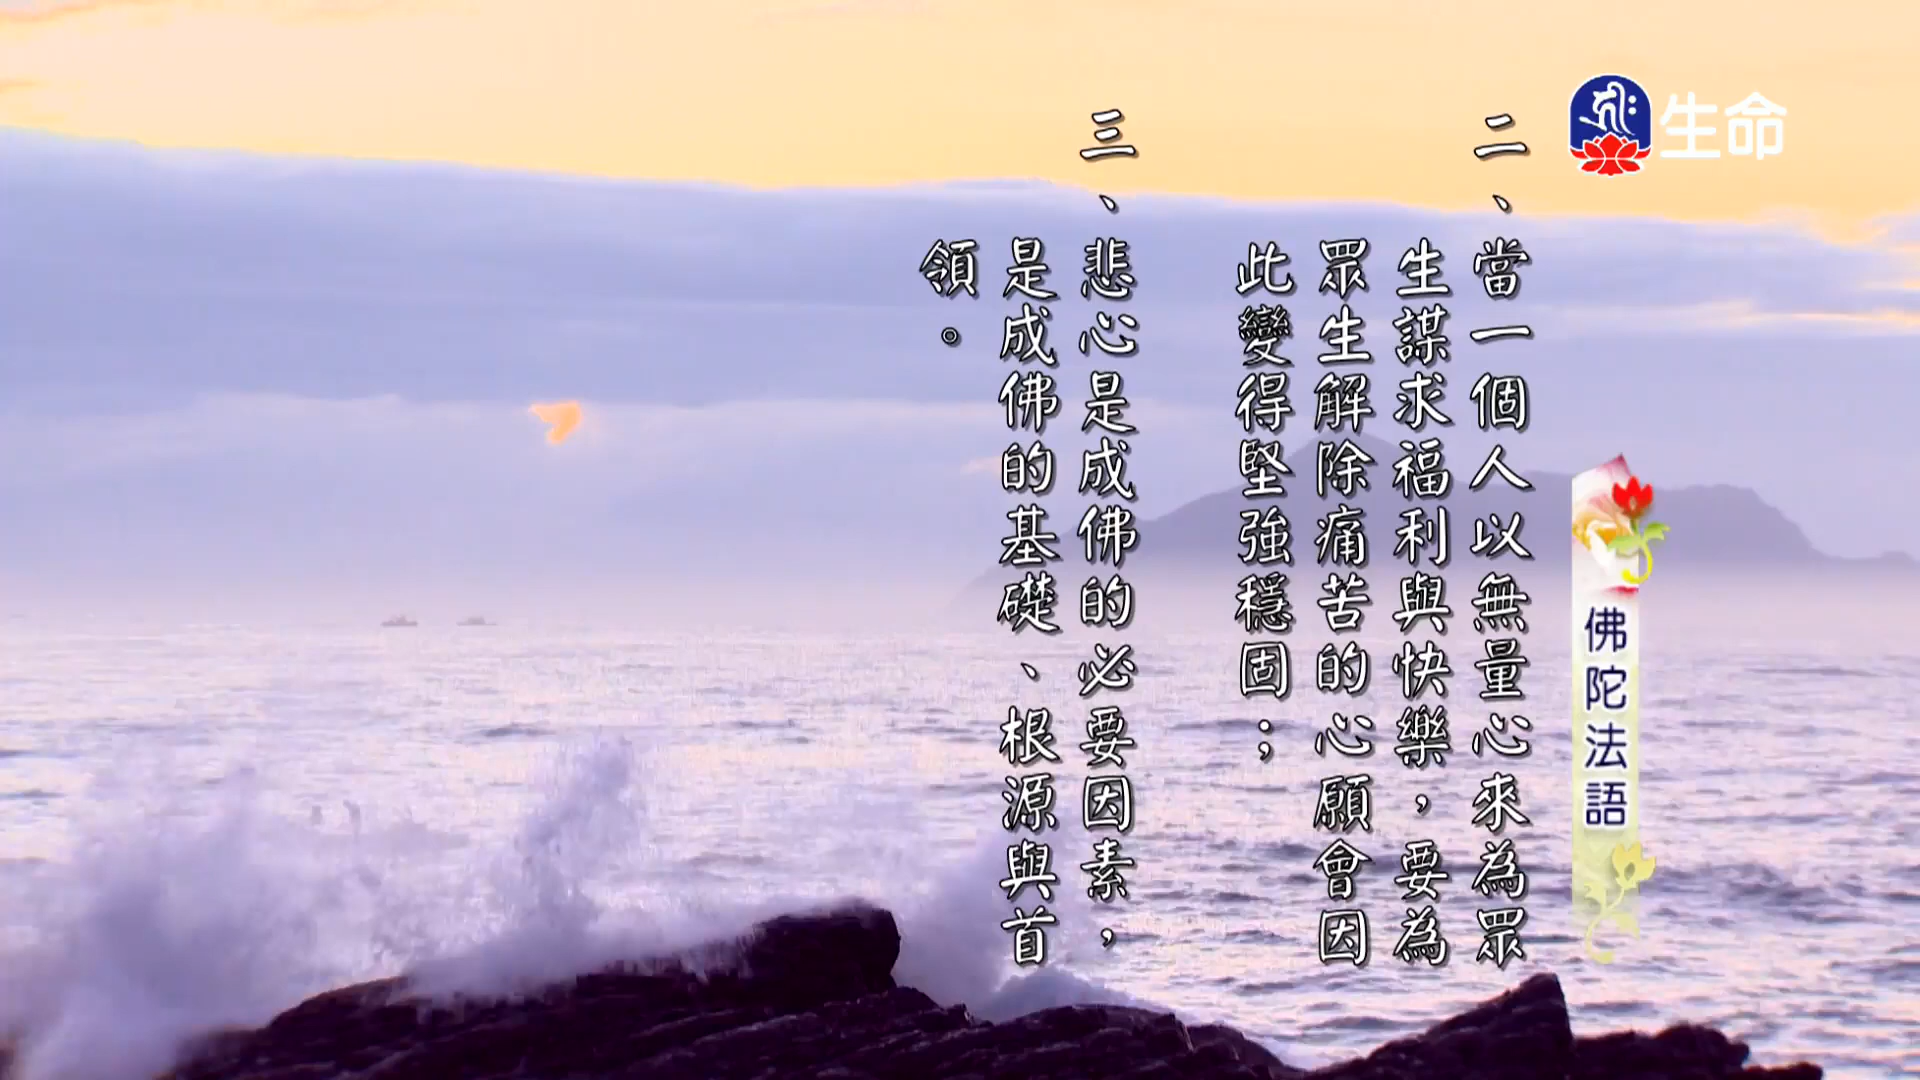 生命
佛陀法語
二、當一個人以無量心來為眾
生謀求福利與快樂，要為
眾生解除痛苦的心願會因
此變得堅強穩固；
三、悲心是成佛的必要因素，
是成佛的基礎、根源與首
領。